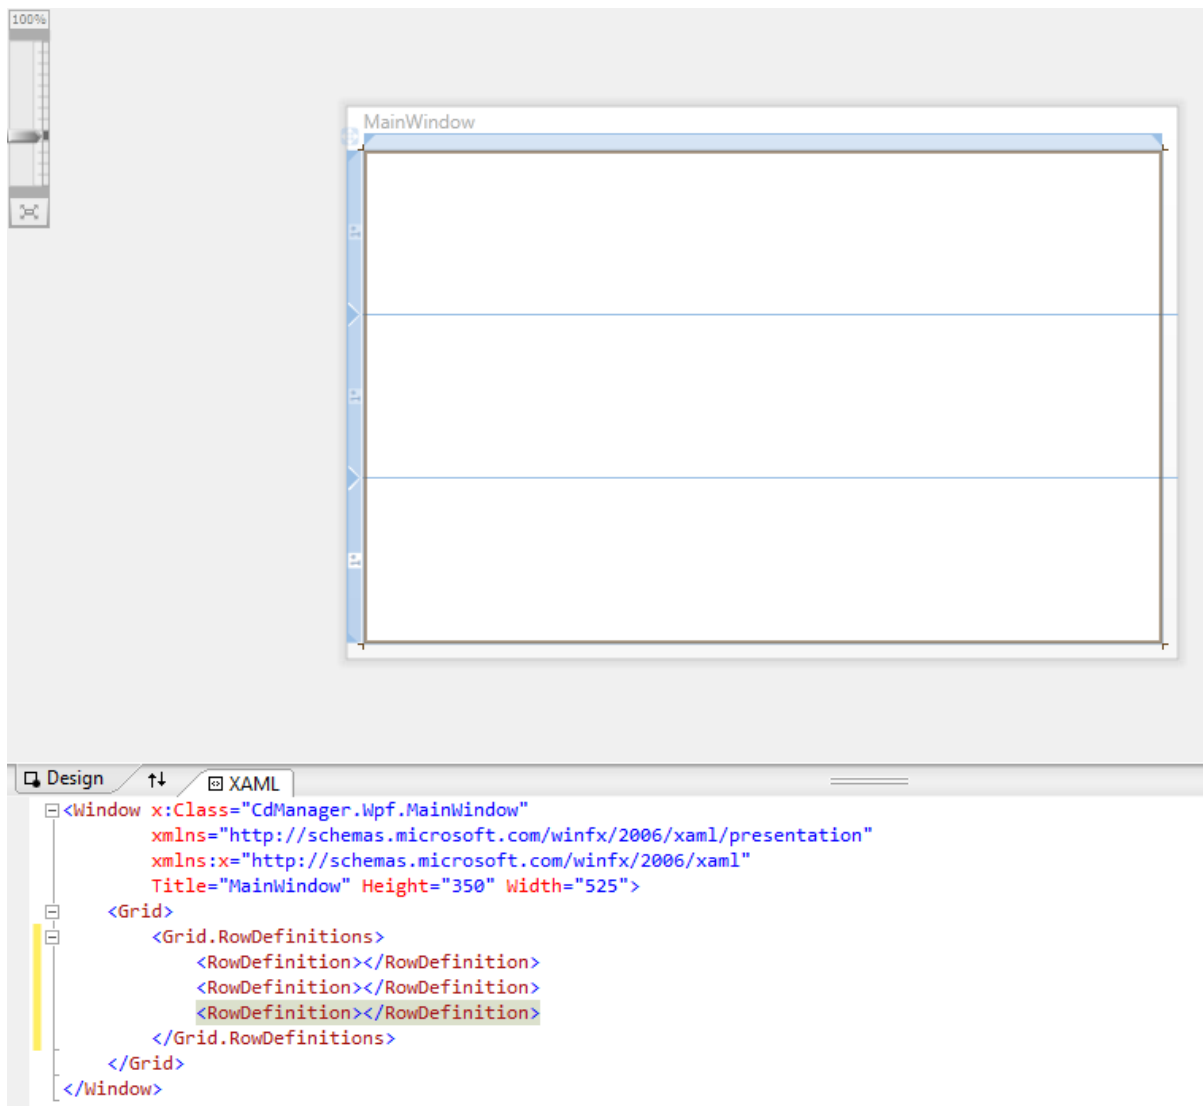 100%
MainWindow
Design
XAML
<Window x:Class="CdManager.Wpf.MainWindow"
xmlns="http://schemas.microsoft.com/winfx/2006/xaml/presentation"
xmlns:x="http://schemas.microsoft.com/winfx/2006/xaml"
Title="MainWindow" Height="350" Width="525">
<Grid>
<Grid.RowDefinitions>
<RowDefinition></RowDefinition>
<RowDefinition></RowDefinition>
<RowDefinition></RowDefinition>
</Grid.RowDefinitions>
</Grid>
</Window>